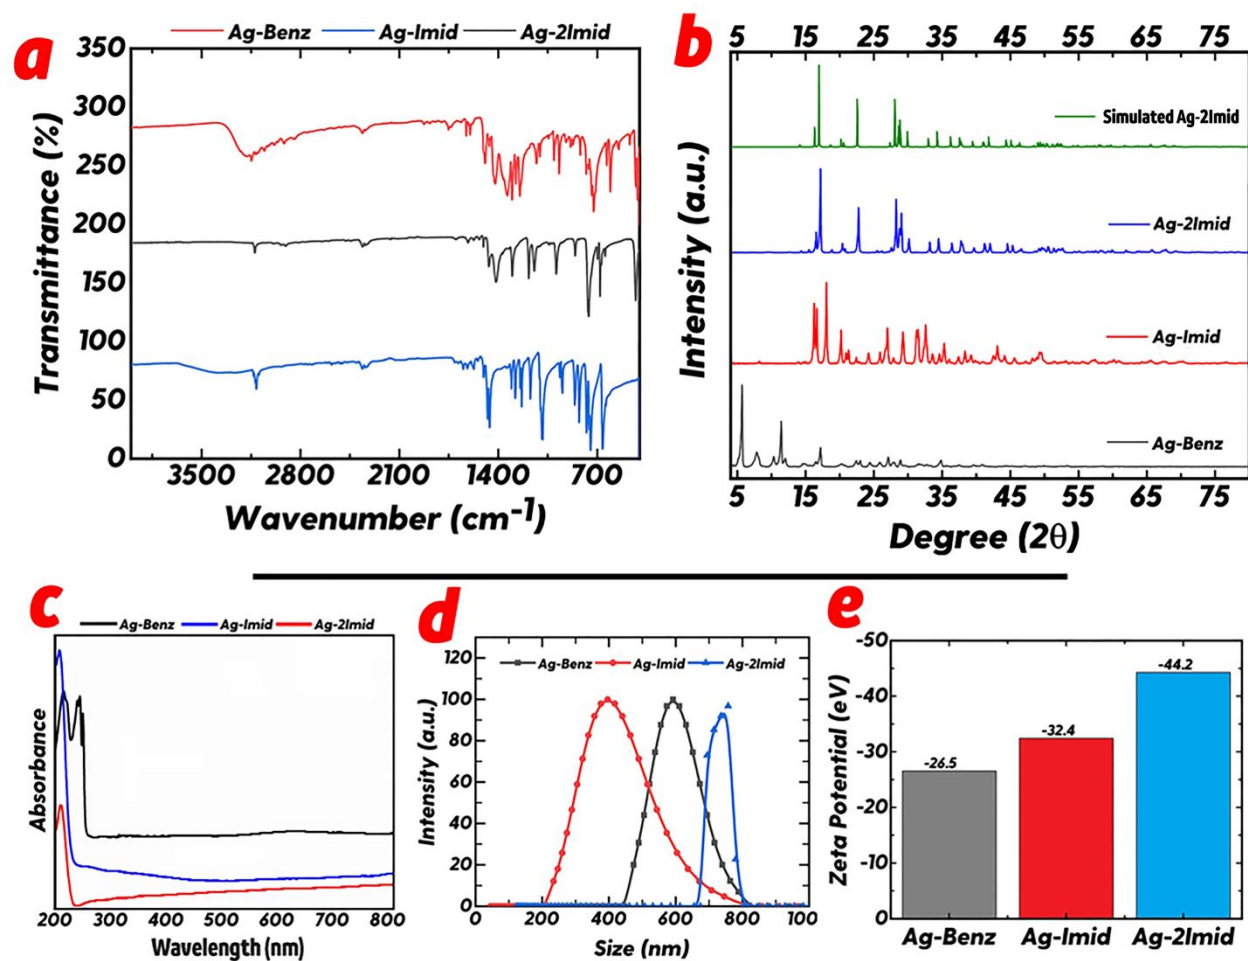 a
Ag-Benz Ag-Imid Ag-2Imid
350
300
250
200
150
100
50
0
Transmittance (%)
3500 2800 2100 1400 700
Wavenumber (cm-1)
b
5 15 25 35 45 55 65 75
Simulated Ag-2Imid
Ag-2Imid
Ag-Imid
Ag-Benz
Intensity (a.u.)
5 15 25 35 45 55 65 75
Degree (2θ)
c
Ag-Benz Ag-Imid Ag-2Imid
Absorbance
200 300 400 500 600 700 800
Wavelength (nm)
d
120
100
80
60
40
20
0
Ag-Benz Ag-Imid Ag-2Imid
Intensity (a.u.)
0 200 400 600 800 1000
Size (nm)
e
-50
-40
-30
-20
-10
0
Zeta Potential (eV)
-26.5
-32.4
-44.2
Ag-Benz Ag-Imid Ag-2Imid